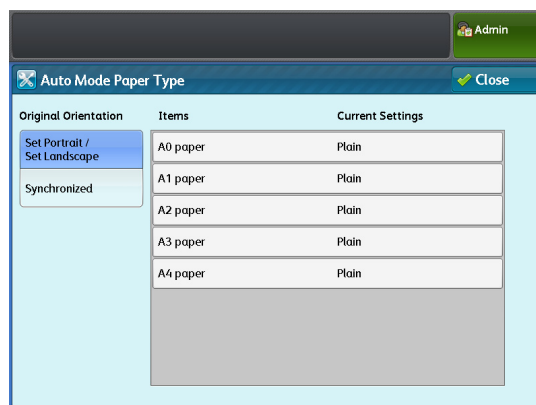 Admin
Auto Mode Paper Type
Close
Original Orientation Items Current Settings
Set Portrait /
Set Landscape
Synchronized
A0 paper Plain
A1 paper Plain
A2 paper Plain
A3 paper Plain
A4 paper Plain